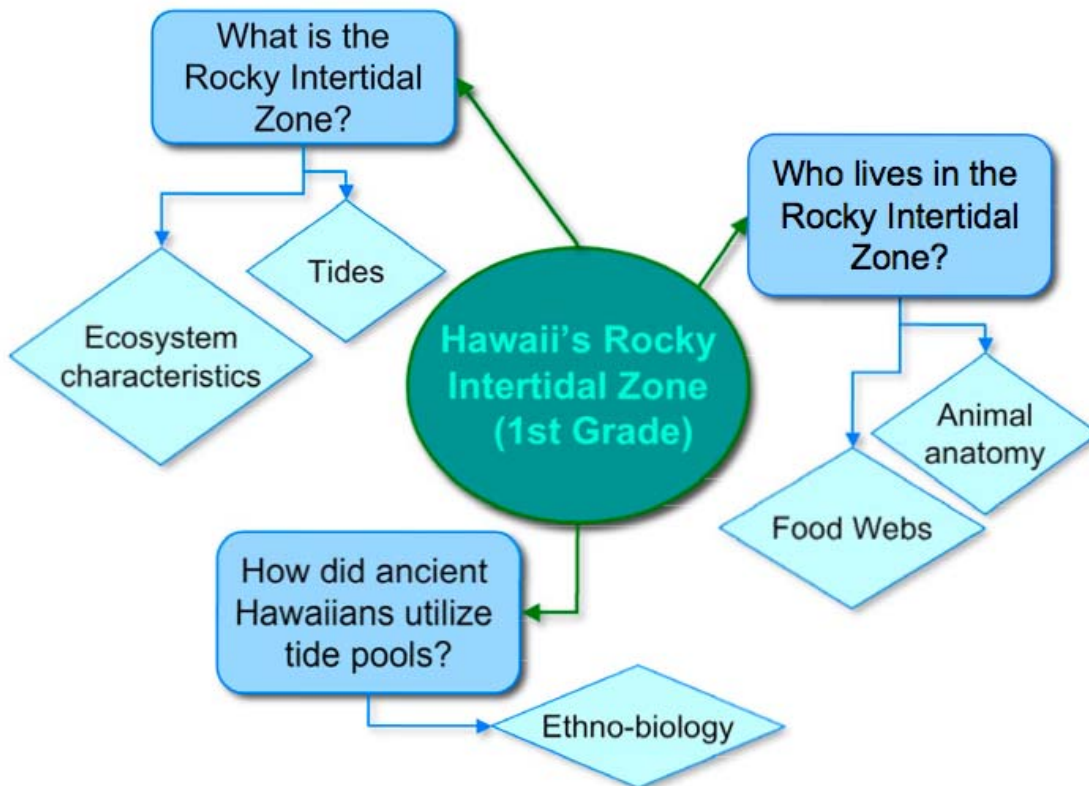 What is the
Rocky Intertidal
Zone?
Who lives in the
Rocky Intertidal
Zone?
Tides
Ecosystem
characteristics
Hawaii's Rocky
Intertidal Zone
(1st Grade)
Animal
anatomy
Food Webs
How did ancient
Hawaiians utilize
tide pools?
Ethno-biology